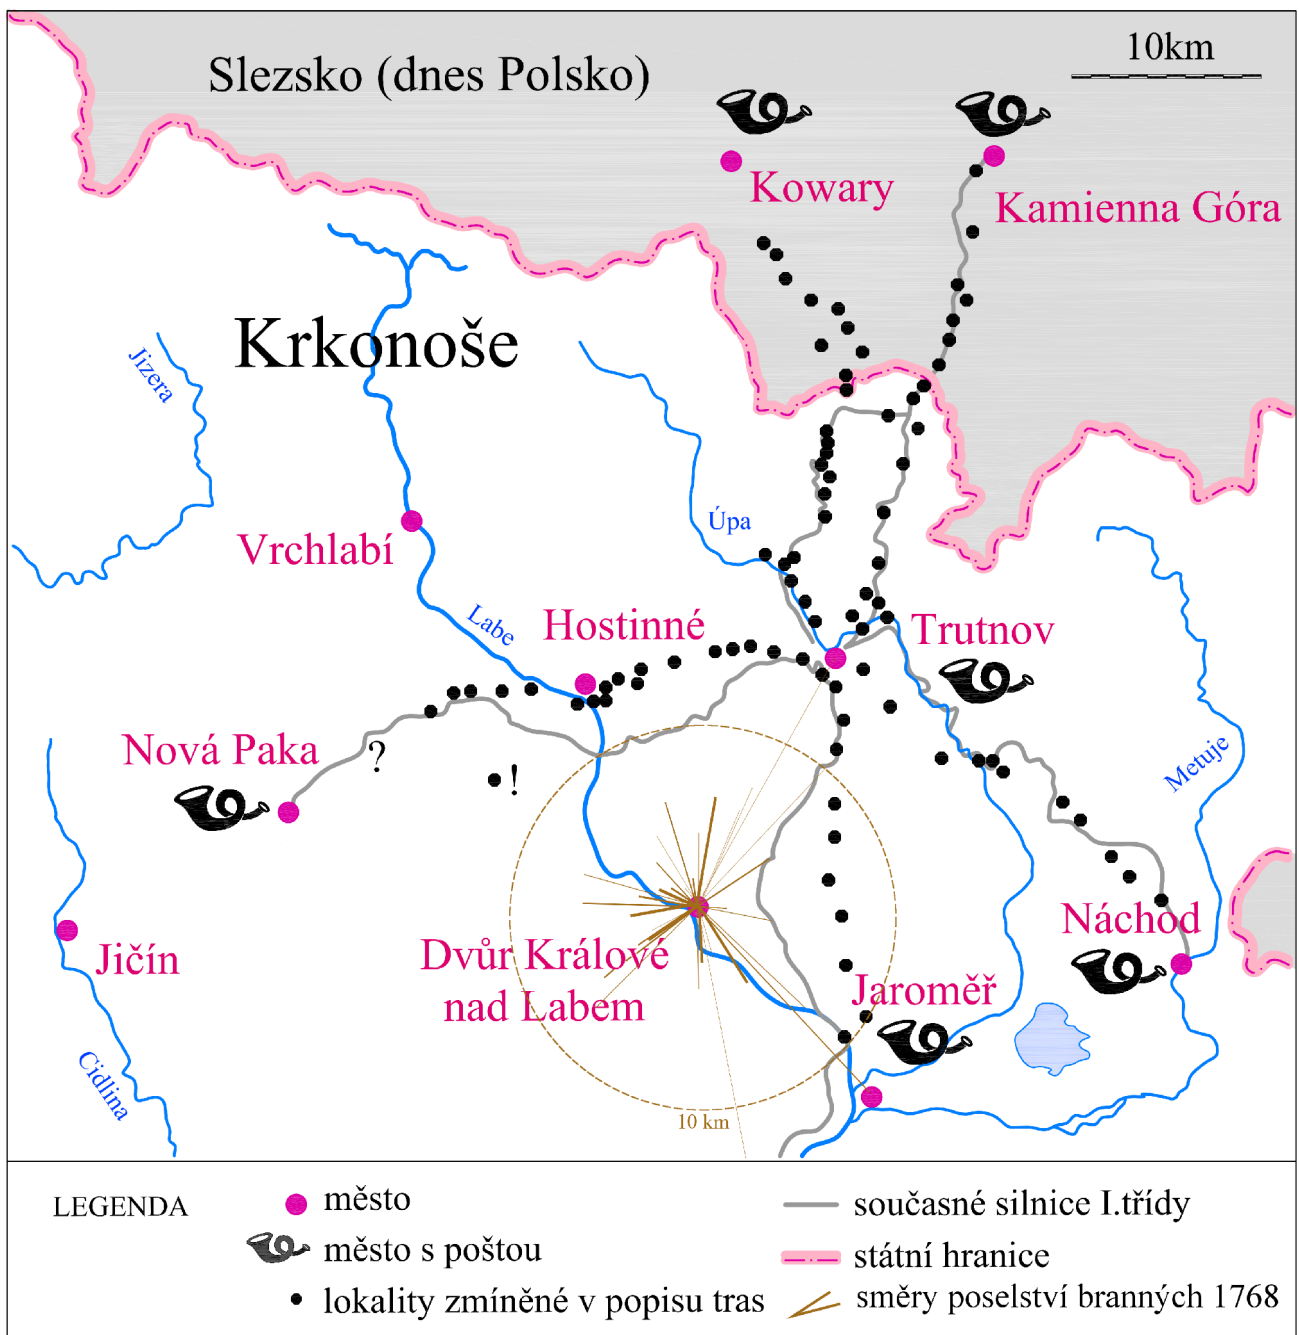 10km
Slezsko (dnes Polsko)
Kowary
Kamienna Góra
Krkonoše
Jizera
Úpa
Vrchlabí
Labe
Hostinné
Trutnov
Nová Paka
?
!
Metuje
Náchod
Jičín
Dvůr Králové
nad Labem
Jaroměř
Cidlina
10 km
LEGENDA
město
město s poštou
lokality zmíněné v popisu tras
současné silnice I.třídy
státní hranice
směry poselství branných 1768